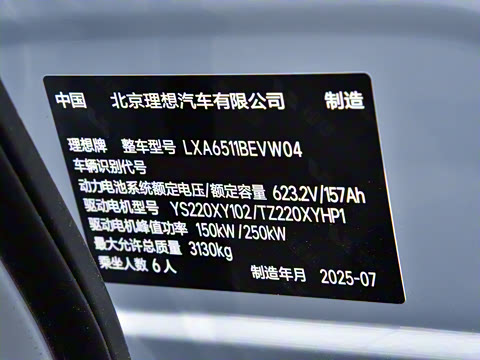 中国 北京理想汽车有限公司 制造
理想牌 整车型号 LXA6511BEVW04
车辆识别代号
动力电池系统额定电压/额定容量 623.2V/157Ah
驱动电机型号 YS220XY102/TZ220XYHP1
驱动电机峰值功率 150kW/250kW
最大允许总质量 3130kg
乘坐人数 6人 制造年月 2025-07